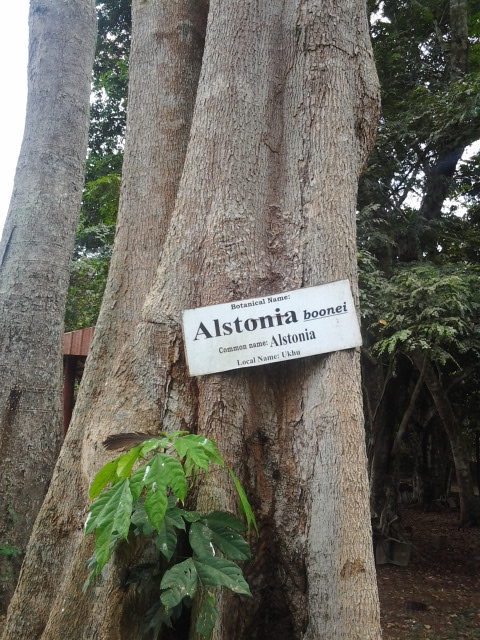 Botanical Name:
Alstonia boonei
Common name: Alstonia
Local Name: Ukhu